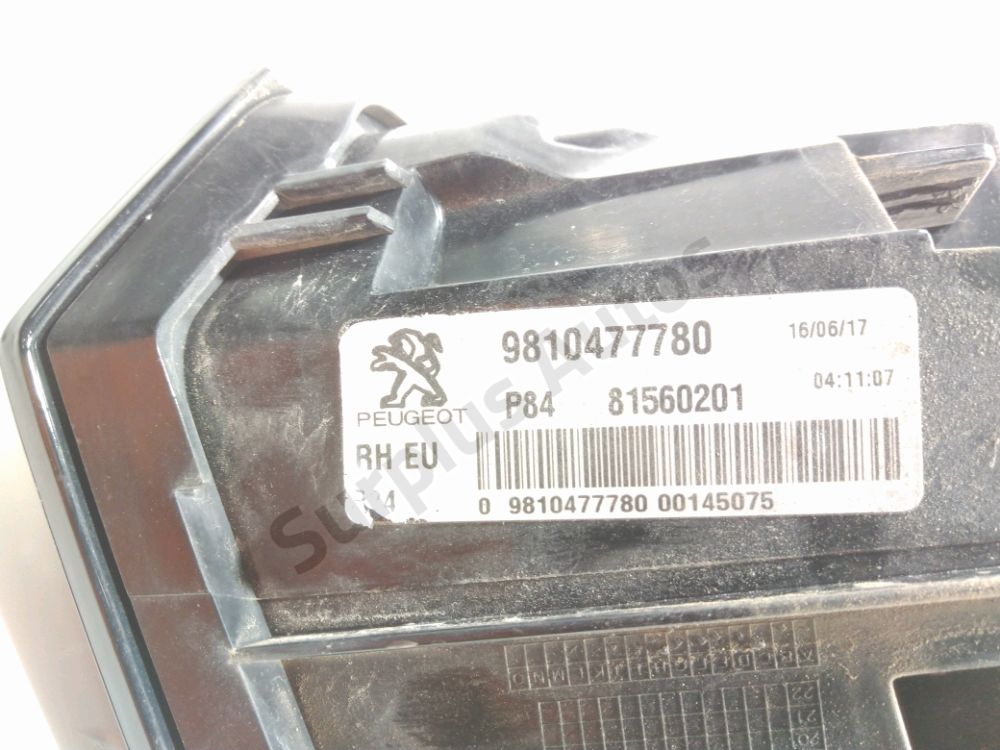 9810477780 16/06/17
PEUGEOT P84 81560201 04:11:07
RH EU
0 9810477780 00145075
Surplus Autos